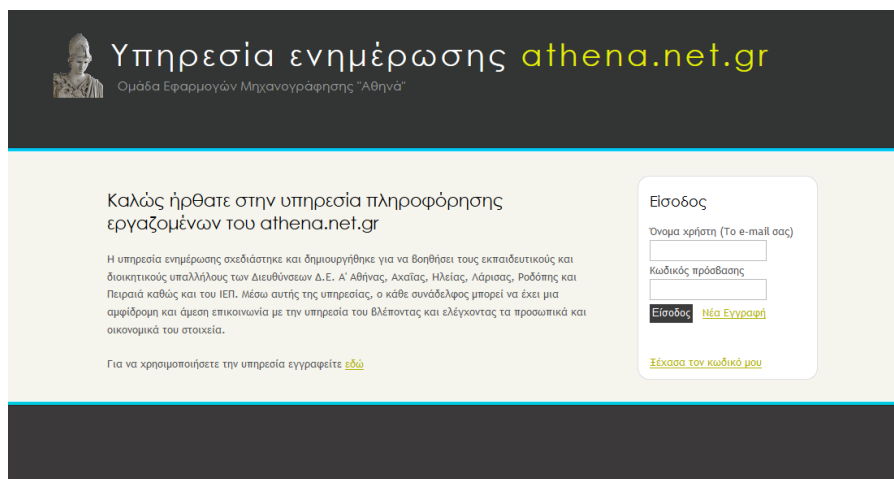 Υπηρεσία ενημέρωσης athena.net.gr
Ομάδα Εφαρμογών Μηχανογράφησης "Αθηνά"
Καλώς ήρθατε στην υπηρεσία πληροφόρησης
εργαζομένων του athena.net.gr
Η υπηρεσία ενημέρωσης σχεδιάστηκε και δημιουργήθηκε για να βοηθήσει τους εκπαιδευτικούς και
διοικητικούς υπαλλήλους των Διευθύνσεων Δ.Ε. Α' Αθήνας, Αχαΐας, Ηλείας, Λάρισας, Ροδόπης και
Πειραιά καθώς και του ΙΕΠ. Μέσω αυτής της υπηρεσίας, ο κάθε συνάδελφος μπορεί να έχει μια
αμφίδρομη και άμεση επικοινωνία με την υπηρεσία του βλέποντας και ελέγχοντας τα προσωπικά και
οικονομικά του στοιχεία.
Για να χρησιμοποιήσετε την υπηρεσία εγγραφείτε εδώ
Είσοδος
Όνομα χρήστη (Το e-mail σας)
Κωδικός πρόσβασης
Είσοδος Νέα Εγγραφή
Ξέχασα τον κωδικό μου